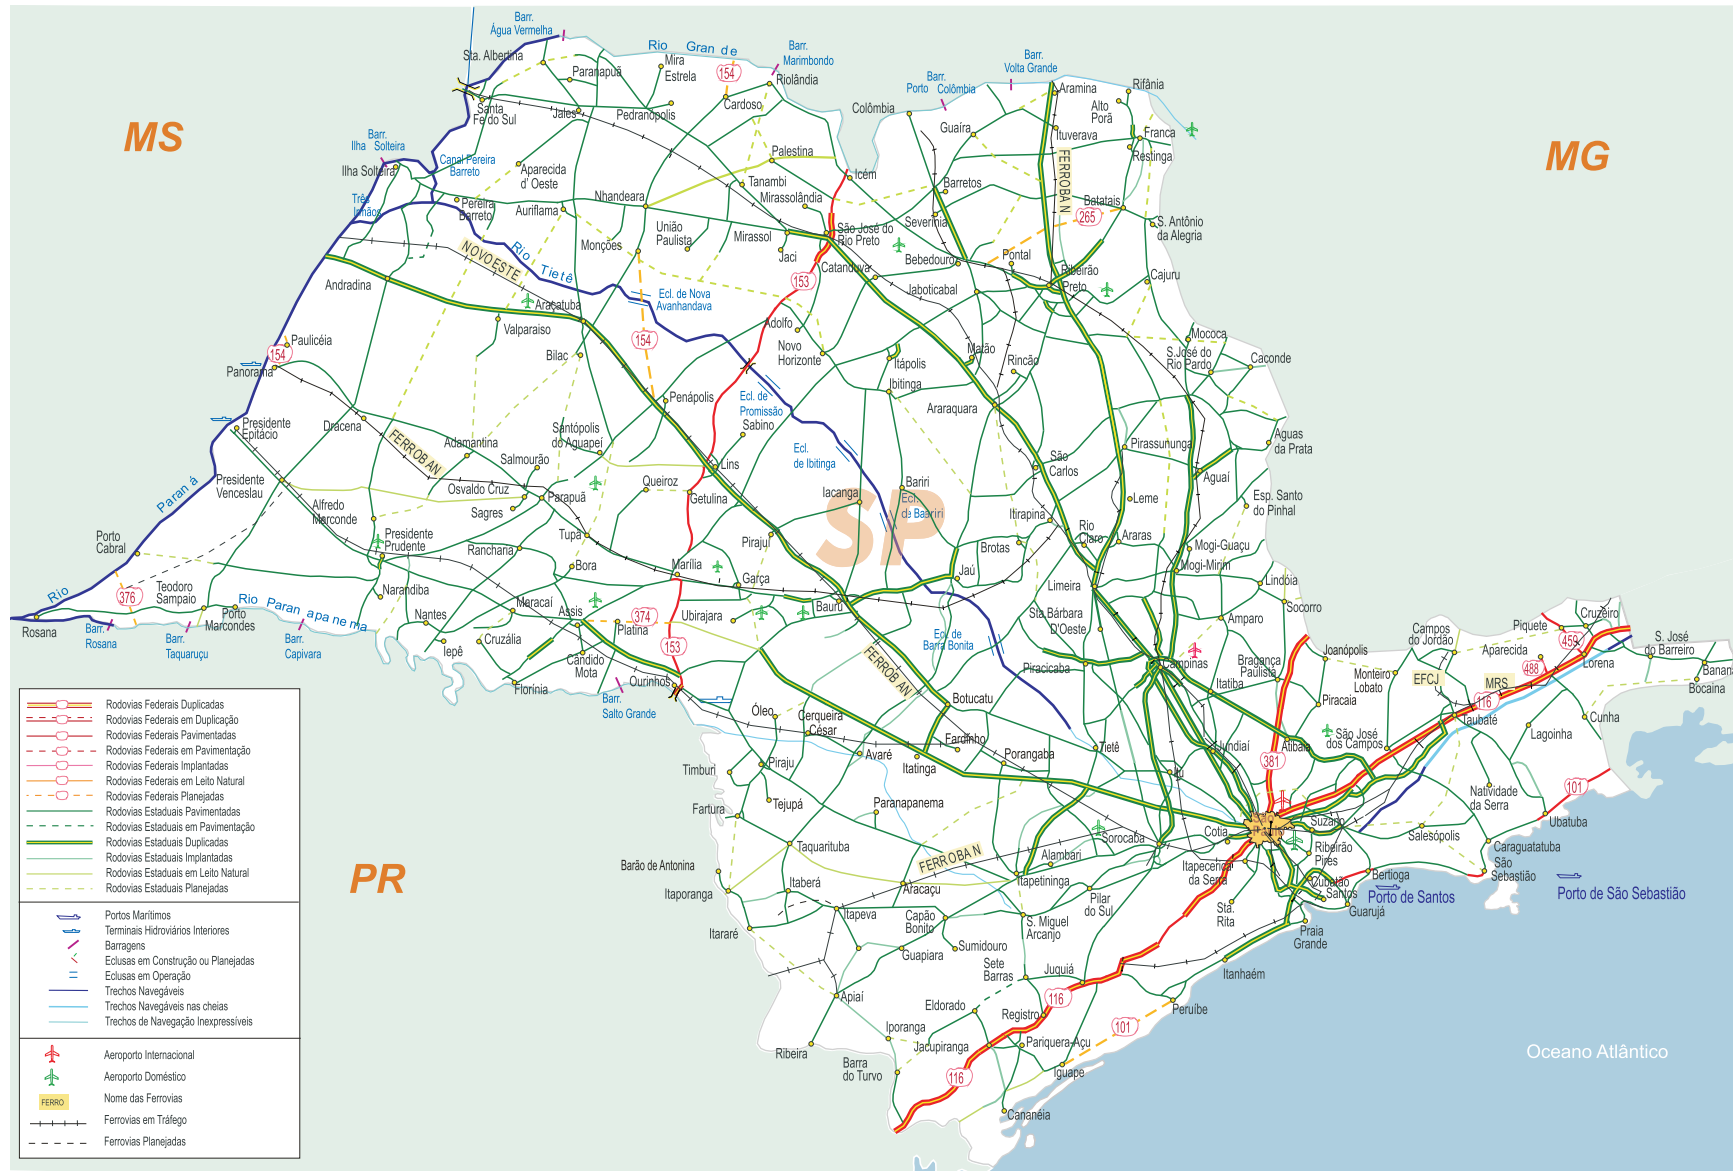 MS
MG
SP
PR
Barr.
Água Vermelha
Rio Gran de
Barr.
Marimbondo
Barr.
Volta Grande
Barr.
Porto Colômbia
Sta. Albertina
Paranapuã
Mira
Estrela
154
Riolândia
Cardoso
Santa
Fe do Sul
Jales
Pedranópolis
Colômbia
Aramina
Rifânia
Alto
Porã
Guaíra
Ituverava
Franca
Restinga
Barr.
Ilha Solteira
Ilha Solteira
Canal Pereira
Barreto
Três
Irmãos
Aparecida
d' Oeste
Palestina
Tanambi
Mirassolândia
Icém
Barretos
FERROBAN
Batatais
265
Pereira
Barreto
Auriflama
Nhandeara
União
Paulista
Mirassol
São José do
Rio Preto
Severínia
S. Antônio
da Alegria
Monções
Jaci
Catanduva
Bebedouro
Pontal
Ribeirão
Preto
Cajuru
NOVOESTE
Rio Tietê
Andradina
Araçatuba
Ecl. de Nova
Avanhandava
153
Jaboticabal
Valparaiso
154
Adolfo
Novo
Horizonte
Matão
Itápolis
Rincão
Mococa
S.José do
Rio Pardo
Caconde
Paulicéia
154
Panorama
Bilac
Ibitinga
Penápolis
Ecl. de
Promissão
Sabino
Araraquara
Presidente
Epitácio
Dracena
FERROBAN
Adamantina
Santópolis
do Aguapeí
Ecl.
de Ibitinga
São
Carlos
Pirassununga
Aguas
da Prata
Paran á
Presidente
Venceslau
Salmourão
Osvaldo Cruz
Sagres
Parapuã
Queiroz
Lins
Getulina
Iacanga
Bariri
Ecl.
de Baariri
Itirapina
Leme
Aguaí
Esp. Santo
do Pinhal
Alfredo
Marconde
Presidente
Prudente
Tupã
Ranchana
Pirajuí
Brotas
Rio
Claro
Araras
Mogi-Guaçu
Mogi-Mirim
Porto
Cabral
Bora
Marília
Garça
Jaú
Limeira
Lindóia
Rio
376
Teodoro
Sampaio
Rio Paran apanema
Porto
Marcondes
Narandiba
Nantes
Maracaí
Assis
374
Platina
Ubirajara
Bauru
Sta.Bárbara
D'Oeste
Socorro
Amparo
Rosana
Barr.
Rosana
Barr.
Taquaruçu
Barr.
Capivara
Iepê
Cruzália
Cândido
Mota
153
Ecl. de
Barra Bonita
Piracicaba
Campinas
Bragança
Paulista
Joanópolis
Campos
do Jordão
Piquete
Cruzeiro
459
Aparecida
488
Lorena
S. José
do Barreiro
Banana
Bocaina
Florínia
Ourinhos
Barr.
Salto Grande
FERROBAN
Botucatu
Itatiba
Piracaia
Monteiro
Lobato
EFCJ
MRS
116
Taubaté
Cunha
Óleo
Cerqueira
César
Fardinho
Porangaba
Tietê
Jundiaí
Atibaia
São José
dos Campos
Lagoinha
Timburi
Piraju
Avaré
Itatinga
Itu
381
Natividade
da Serra
101
Fartura
Tejupá
Paranapanema
Cotia
São
Paulo
Suzano
Salesópolis
Ubatuba
Taquarituba
Sorocaba
Ribeirão
Pires
Caraguatatuba
Barão de Antonina
FERROBAN
Alambari
Itapecerica
da Serra
Cubatão
Bertioga
São
Sebastião
Itaporanga
Itaberá
Aracaçu
Itapetininga
Santos
Porto de Santos
Porto de São Sebastião
Itapeva
Capão
Bonito
S. Miguel
Arcanjo
Pilar
do Sul
Sta.
Rita
Guarujá
Praia
Grande
Itararé
Guapiara
Sumidouro
Sete
Barras
Juquiá
Itanhaém
Apiaí
Eldorado
Registro
116
Peruíbe
Iporanga
Jacupiranga
Pariquera-Açu
101
Ribeira
Barra
do Turvo
Iguape
116
Cananéia
Oceano Atlântico
Rodovias Federais Duplicadas
Rodovias Federais em Duplicação
Rodovias Federais Pavimentadas
Rodovias Federais em Pavimentação
Rodovias Federais Implantadas
Rodovias Federais em Leito Natural
Rodovias Federais Planejadas
Rodovias Estaduais Pavimentadas
Rodovias Estaduais em Pavimentação
Rodovias Estaduais Duplicadas
Rodovias Estaduais Implantadas
Rodovias Estaduais em Leito Natural
Rodovias Estaduais Planejadas
Portos Marítimos
Terminais Hidroviários Interiores
Barragens
Eclusas em Construção ou Planejadas
Eclusas em Operação
Trechos Navegáveis
Trechos Navegáveis nas cheias
Trechos de Navegação Inexpressíveis
Aeroporto Internacional
Aeroporto Doméstico
FERRO
Nome das Ferrovias
Ferrovias em Tráfego
Ferrovias Planejadas